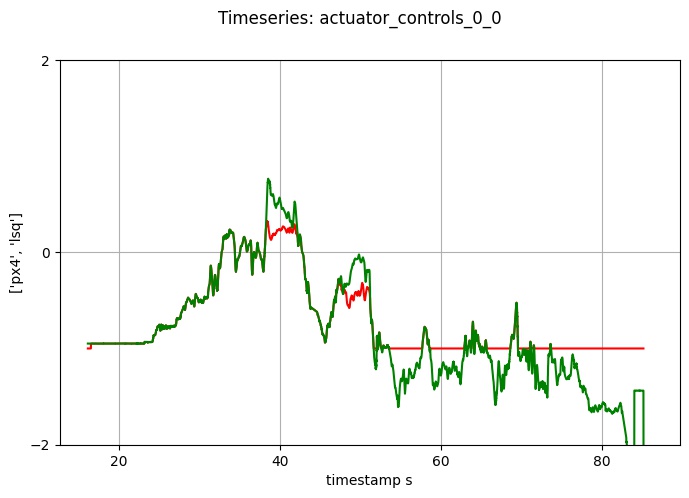 Timeseries: actuator_controls_0_0
2
0
−2
['px4', 'lsq']
20
40
60
80
timestamp s